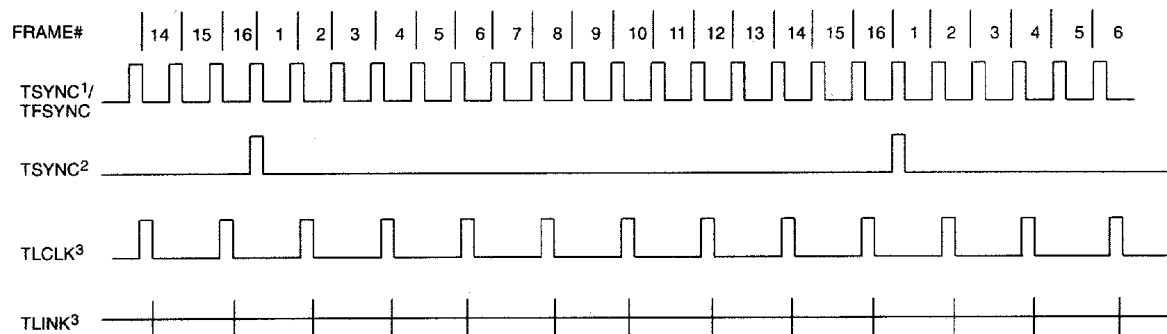 FRAME# 14 15 16 1 2 3 4 5 6 7 8 9 10 11 12 13 14 15 16 1 2 3 4 5 6
TSYNC¹/
TFSYNC
TSYNC²
TLCLK³
TLINK³